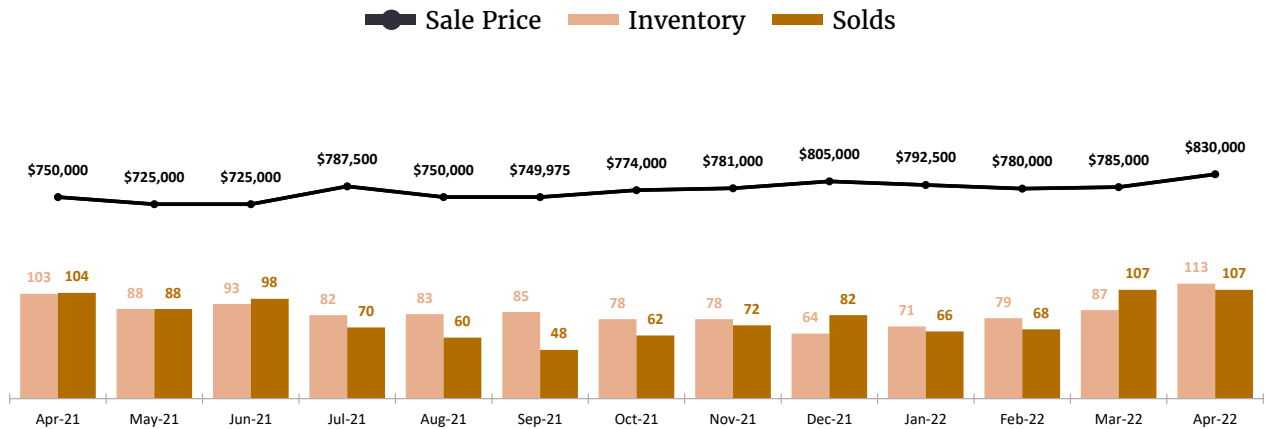 Sale Price Inventory Solds
$750,000 $725,000 $725,000 $787,500 $750,000 $749,975 $774,000 $781,000 $805,000 $792,500 $780,000 $785,000 $830,000
103 104 88 88 93 98 82 70 83 60 85 48 78 62 78 72 64 82 71 66 79 68 87 107 113 107
Apr-21 May-21 Jun-21 Jul-21 Aug-21 Sep-21 Oct-21 Nov-21 Dec-21 Jan-22 Feb-22 Mar-22 Apr-22